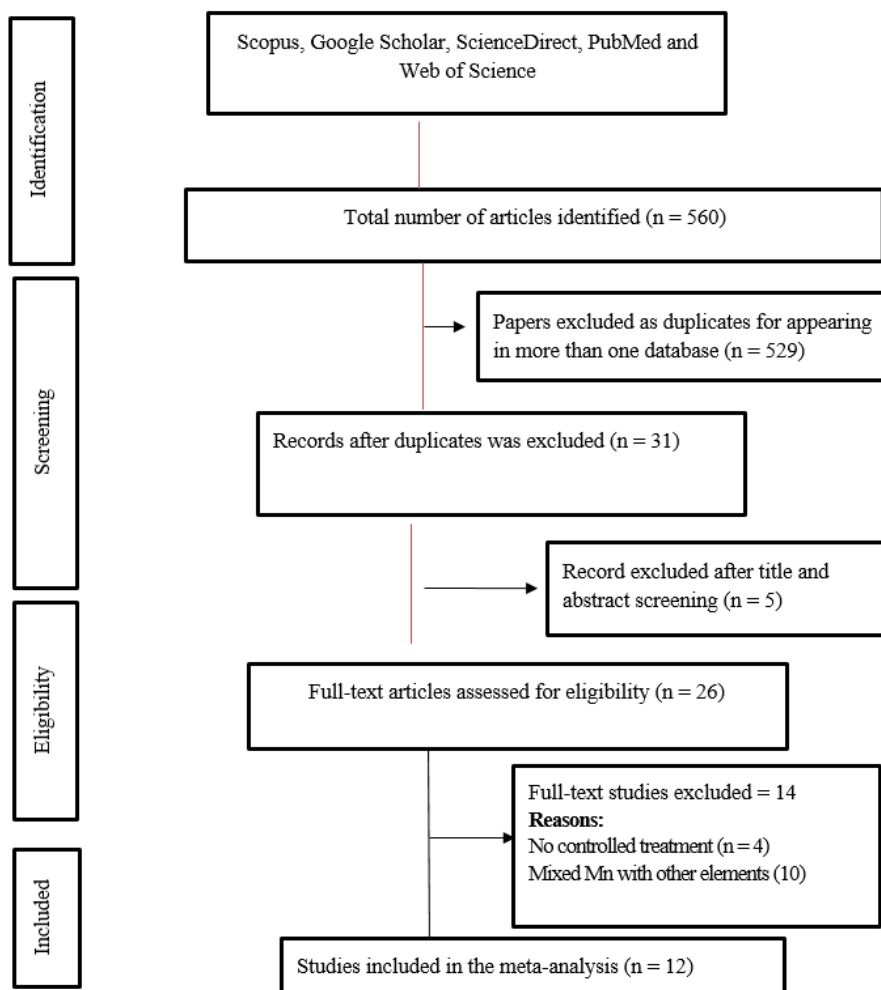 Scopus, Google Scholar, ScienceDirect, PubMed and
Web of Science
Identification
Total number of articles identified (n = 560)
Papers excluded as duplicates for appearing
in more than one database (n = 529)
Screening
Records after duplicates was excluded (n = 31)
Record excluded after title and
abstract screening (n = 5)
Eligibility
Full-text articles assessed for eligibility (n = 26)
Full-text studies excluded = 14
Reasons:
No controlled treatment (n = 4)
Mixed Mn with other elements (10)
Included
Studies included in the meta-analysis (n = 12)